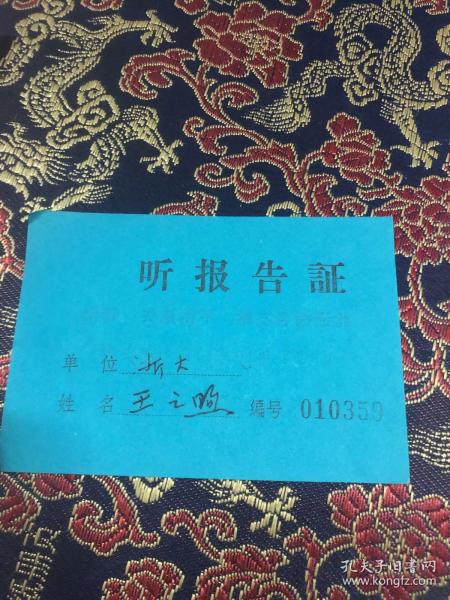 听报告証
单位 浙大
姓名 王之煦 编号 010359
孔夫子旧书网
www.kongfz.com